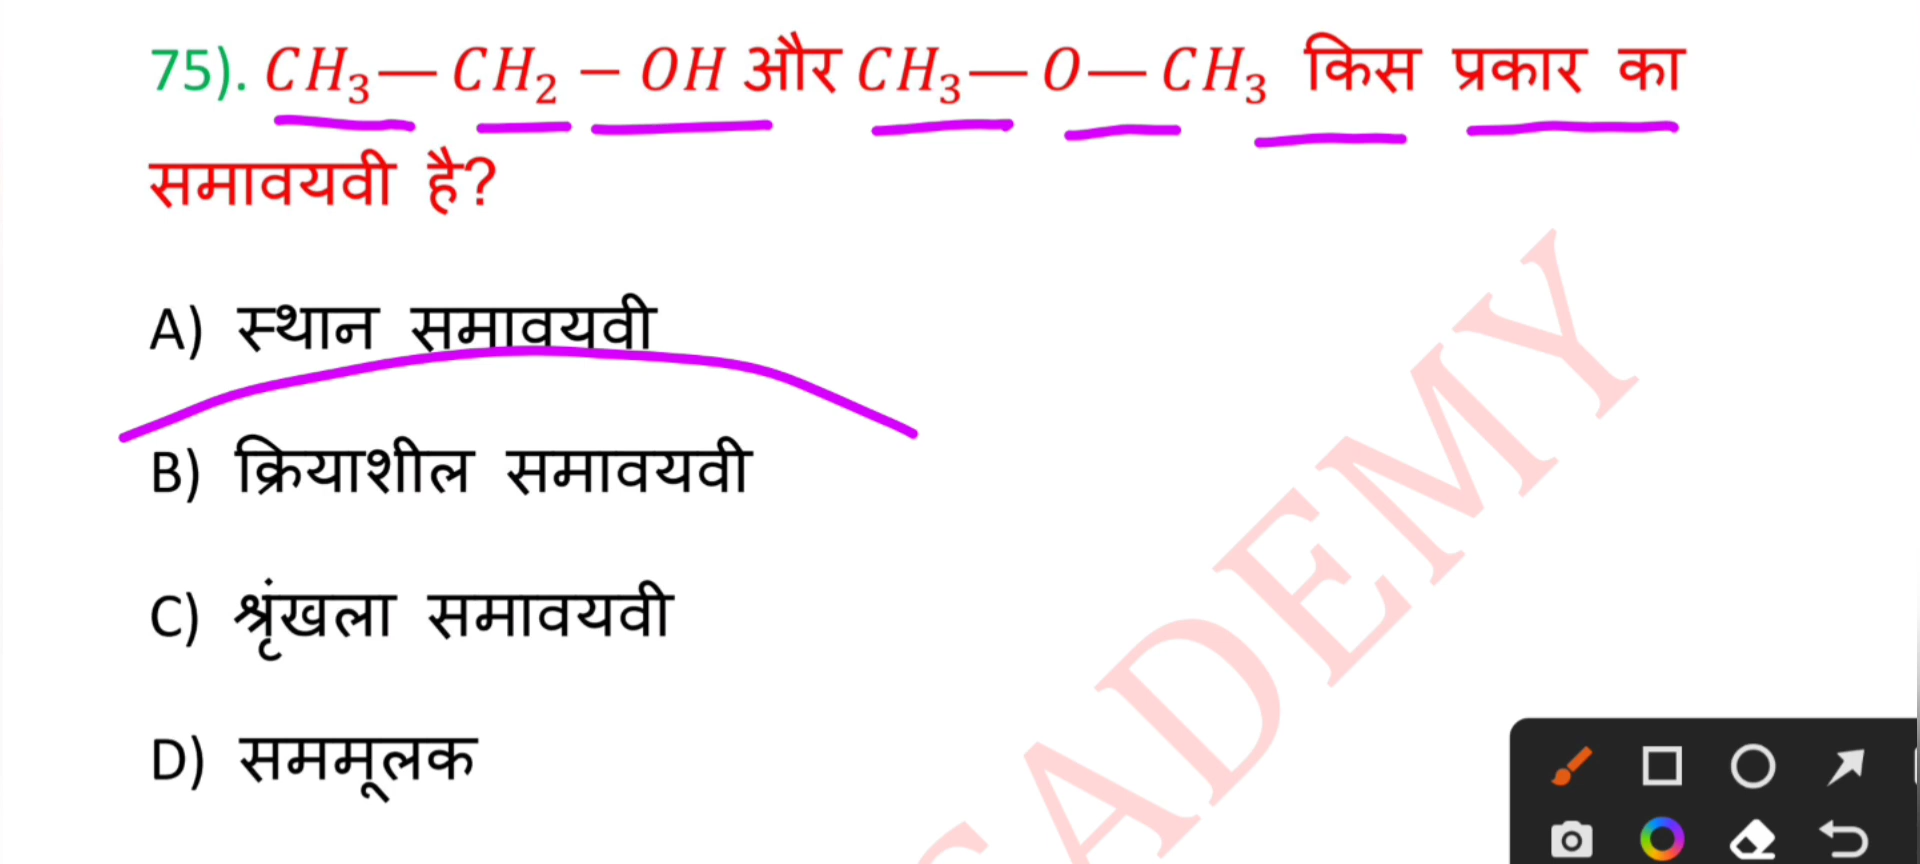 75). CH₃— CH₂ – OH और CH₃— O— CH₃ किस प्रकार का
समावयवी है?
A) स्थान समावयवी
B) क्रियाशील समावयवी
C) श्रृंखला समावयवी
D) सममूलक
CADEMY